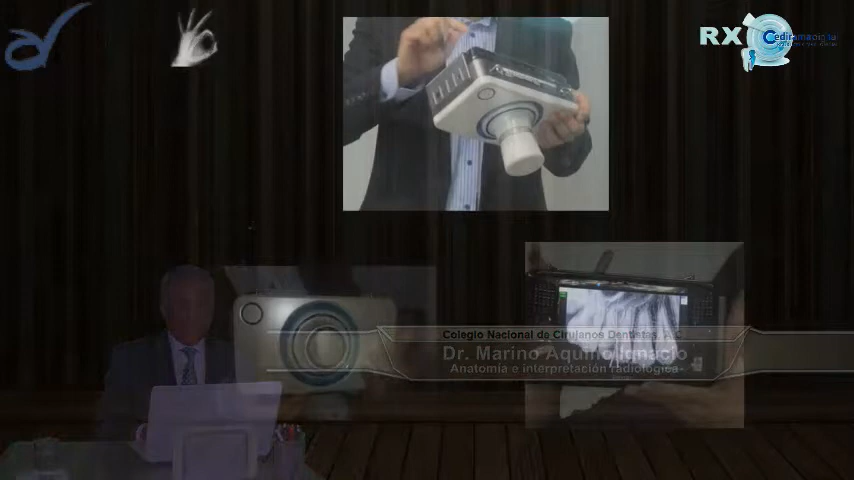 RX
Colegio Nacional de Cirujanos Dentistas, A.C
Dr. Marino Aquino Ignacio
Anatomía e interpretación radiológica